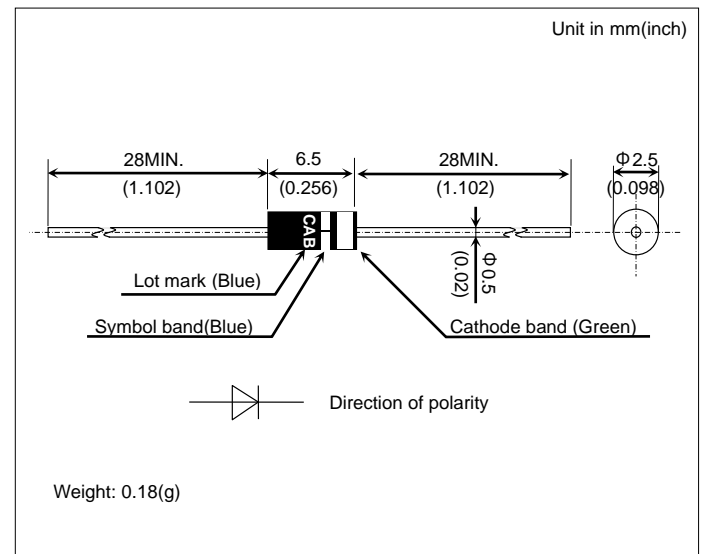 Unit in mm(inch)
28MIN.
(1.102)
6.5
(0.256)
28MIN.
(1.102)
Φ2.5
(0.098)
CAB
Φ0.5
(0.02)
Lot mark (Blue)
Symbol band(Blue)
Cathode band (Green)
Direction of polarity
Weight: 0.18(g)